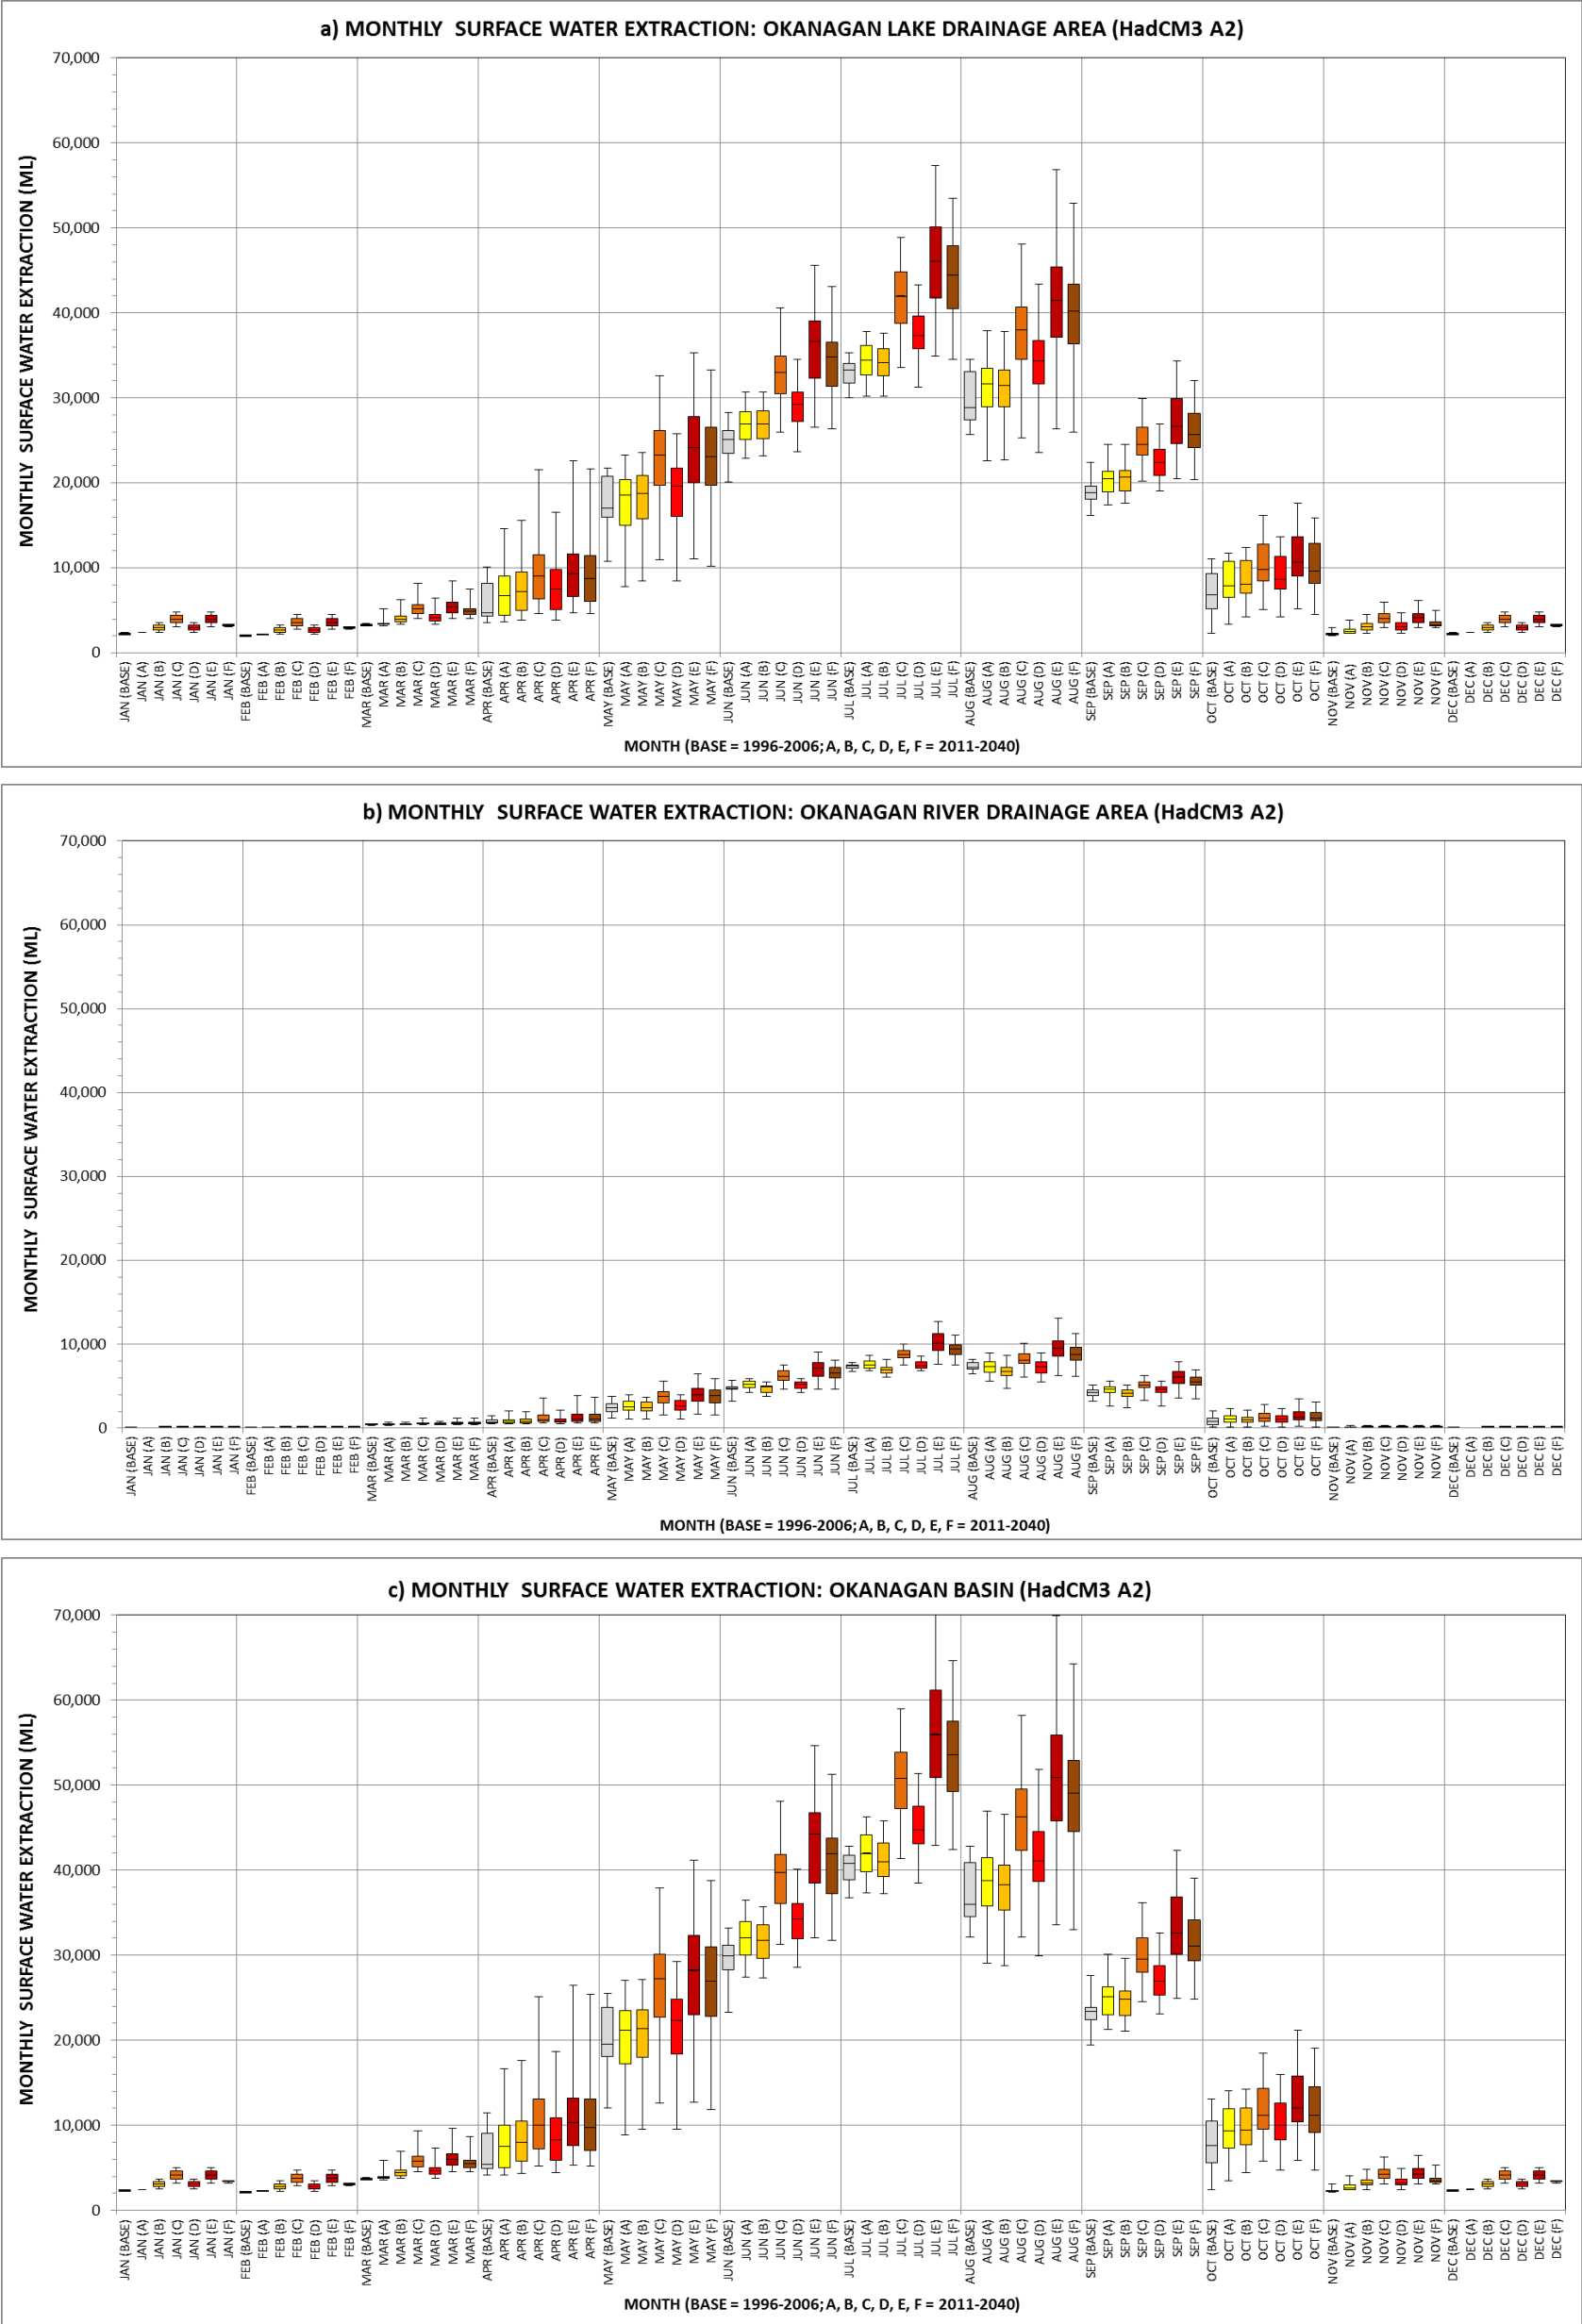 a) MONTHLY SURFACE WATER EXTRACTION: OKANAGAN LAKE DRAINAGE AREA (HadCM3 A2)
MONTHLY SURFACE WATER EXTRACTION (ML)
70,000
60,000
50,000
40,000
30,000
20,000
10,000
0
JAN (BASE) JAN (A) JAN (B) JAN (C) JAN (D) JAN (E) JAN (F) FEB (BASE) FEB (A) FEB (B) FEB (C) FEB (D) FEB (E) FEB (F) MAR (BASE) MAR (A) MAR (B) MAR (C) MAR (D) MAR (E) MAR (F) APR (BASE) APR (A) APR (B) APR (C) APR (D) APR (E) APR (F) MAY (BASE) MAY (A) MAY (B) MAY (C) MAY (D) MAY (E) MAY (F) JUN (BASE) JUN (A) JUN (B) JUN (C) JUN (D) JUN (E) JUN (F) JUL (BASE) JUL (A) JUL (B) JUL (C) JUL (D) JUL (E) JUL (F) AUG (BASE) AUG (A) AUG (B) AUG (C) AUG (D) AUG (E) AUG (F) SEP (BASE) SEP (A) SEP (B) SEP (C) SEP (D) SEP (E) SEP (F) OCT (BASE) OCT (A) OCT (B) OCT (C) OCT (D) OCT (E) OCT (F) NOV (BASE) NOV (A) NOV (B) NOV (C) NOV (D) NOV (E) NOV (F) DEC (BASE) DEC (A) DEC (B) DEC (C) DEC (D) DEC (E) DEC (F)
MONTH (BASE = 1996-2006; A, B, C, D, E, F = 2011-2040)
b) MONTHLY SURFACE WATER EXTRACTION: OKANAGAN RIVER DRAINAGE AREA (HadCM3 A2)
MONTHLY SURFACE WATER EXTRACTION (ML)
70,000
60,000
50,000
40,000
30,000
20,000
10,000
0
JAN (BASE) JAN (A) JAN (B) JAN (C) JAN (D) JAN (E) JAN (F) FEB (BASE) FEB (A) FEB (B) FEB (C) FEB (D) FEB (E) FEB (F) MAR (BASE) MAR (A) MAR (B) MAR (C) MAR (D) MAR (E) MAR (F) APR (BASE) APR (A) APR (B) APR (C) APR (D) APR (E) APR (F) MAY (BASE) MAY (A) MAY (B) MAY (C) MAY (D) MAY (E) MAY (F) JUN (BASE) JUN (A) JUN (B) JUN (C) JUN (D) JUN (E) JUN (F) JUL (BASE) JUL (A) JUL (B) JUL (C) JUL (D) JUL (E) JUL (F) AUG (BASE) AUG (A) AUG (B) AUG (C) AUG (D) AUG (E) AUG (F) SEP (BASE) SEP (A) SEP (B) SEP (C) SEP (D) SEP (E) SEP (F) OCT (BASE) OCT (A) OCT (B) OCT (C) OCT (D) OCT (E) OCT (F) NOV (BASE) NOV (A) NOV (B) NOV (C) NOV (D) NOV (E) NOV (F) DEC (BASE) DEC (A) DEC (B) DEC (C) DEC (D) DEC (E) DEC (F)
MONTH (BASE = 1996-2006; A, B, C, D, E, F = 2011-2040)
c) MONTHLY SURFACE WATER EXTRACTION: OKANAGAN BASIN (HadCM3 A2)
MONTHLY SURFACE WATER EXTRACTION (ML)
70,000
60,000
50,000
40,000
30,000
20,000
10,000
0
JAN (BASE) JAN (A) JAN (B) JAN (C) JAN (D) JAN (E) JAN (F) FEB (BASE) FEB (A) FEB (B) FEB (C) FEB (D) FEB (E) FEB (F) MAR (BASE) MAR (A) MAR (B) MAR (C) MAR (D) MAR (E) MAR (F) APR (BASE) APR (A) APR (B) APR (C) APR (D) APR (E) APR (F) MAY (BASE) MAY (A) MAY (B) MAY (C) MAY (D) MAY (E) MAY (F) JUN (BASE) JUN (A) JUN (B) JUN (C) JUN (D) JUN (E) JUN (F) JUL (BASE) JUL (A) JUL (B) JUL (C) JUL (D) JUL (E) JUL (F) AUG (BASE) AUG (A) AUG (B) AUG (C) AUG (D) AUG (E) AUG (F) SEP (BASE) SEP (A) SEP (B) SEP (C) SEP (D) SEP (E) SEP (F) OCT (BASE) OCT (A) OCT (B) OCT (C) OCT (D) OCT (E) OCT (F) NOV (BASE) NOV (A) NOV (B) NOV (C) NOV (D) NOV (E) NOV (F) DEC (BASE) DEC (A) DEC (B) DEC (C) DEC (D) DEC (E) DEC (F)
MONTH (BASE = 1996-2006; A, B, C, D, E, F = 2011-2040)